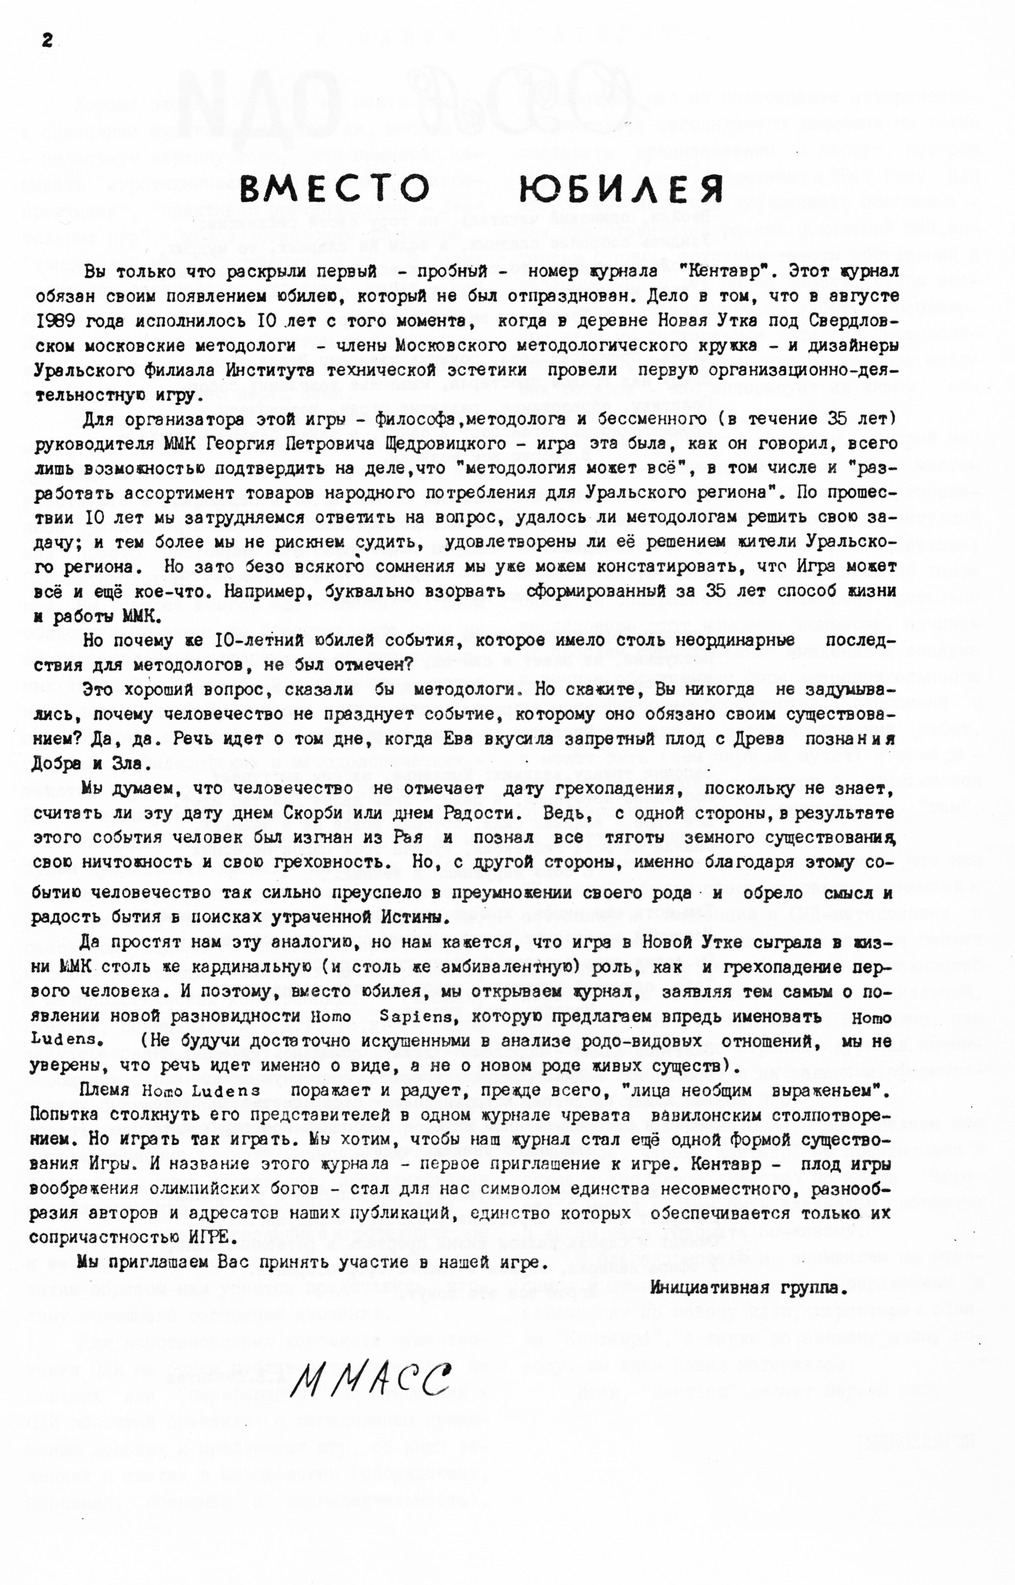 2
ВМЕСТО ЮБИЛЕЯ
Вы только что раскрыли первый - пробный - номер журнала "Кентавр". Этот журнал
обязан своим появлением юбилею, который не был отпразднован. Дело в том, что в августе
1989 года исполнилось 10 лет с того момента, когда в деревне Новая Утка под Свердлов-
ском московские методологи - члены Московского методологического кружка - и дизайнеры
Уральского филиала Института технической эстетики провели первую организационно-дея-
тельностную игру.
Для организатора этой игры - философа,методолога и бессменного (в течение 35 лет)
руководителя ММК Георгия Петровича Щедровицкого - игра эта была, как он говорил, всего
лишь возможностью подтвердить на деле,что "методология может всё", в том числе и "раз-
работать ассортимент товаров народного потребления для Уральского региона". По прошес-
твии 10 лет мы затрудняемся ответить на вопрос, удалось ли методологам решить свою за-
дачу; и тем более мы не рискнем судить, удовлетворены ли её решением жители Уральско-
го региона. Но зато безо всякого сомнения мы уже можем констатировать, что Игра может
всё и ещё кое-что. Например, буквально взорвать сформированный за 35 лет способ жизни
и работы ММК.
Но почему же 10-летний юбилей события, которое имело столь неординарные послед-
ствия для методологов, не был отмечен?
Это хороший вопрос, сказали бы методологи. Но скажите, Вы никогда не задумыва-
лись, почему человечество не празднует событие, которому оно обязано своим существова-
нием? Да, да. Речь идет о том дне, когда Ева вкусила запретный плод с Древа познания
Добра и Зла.
Мы думаем, что человечество не отмечает дату грехопадения, поскольку не знает,
считать ли эту дату днем Скорби или днем Радости. Ведь, с одной стороны, в результате
этого события человек был изгнан из Рая и познал все тяготы земного существования,
свою ничтожность и свою греховность. Но, с другой стороны, именно благодаря этому со-
бытию человечество так сильно преуспело в преумножении своего рода и обрело смысл и
радость бытия в поисках утраченной Истины.
Да простят нам эту аналогию, но нам кажется, что игра в Новой Утке сыграла в жиз-
ни ММК столь же кардинальную (и столь же амбивалентную) роль, как и грехопадение пер-
вого человека. И поэтому, вместо юбилея, мы открываем журнал, заявляя тем самым о по-
явлении новой разновидности Homo Sapiens, которую предлагаем впредь именовать Homo
Ludens. (Не будучи достаточно искушенными в анализе родо-видовых отношений, мы не
уверены, что речь идет именно о виде, а не о новом роде живых существ).
Племя Homo Ludens поражает и радует, прежде всего, "лица необщим выраженьем".
Попытка столкнуть его представителей в одном журнале чревата вавилонским столпотворе-
нием. Но играть так играть. Мы хотим, чтобы наш журнал стал ещё одной формой существо-
вания Игры. И название этого журнала - первое приглашение к игре. Кентавр - плод игры
воображения олимпийских богов - стал для нас символом единства несовместного, разнооб-
разия авторов и адресатов наших публикаций, единство которых обеспечивается только их
сопричастностью ИГРЕ.
Мы приглашаем Вас принять участие в нашей игре.
Инициативная группа.
ММАСС